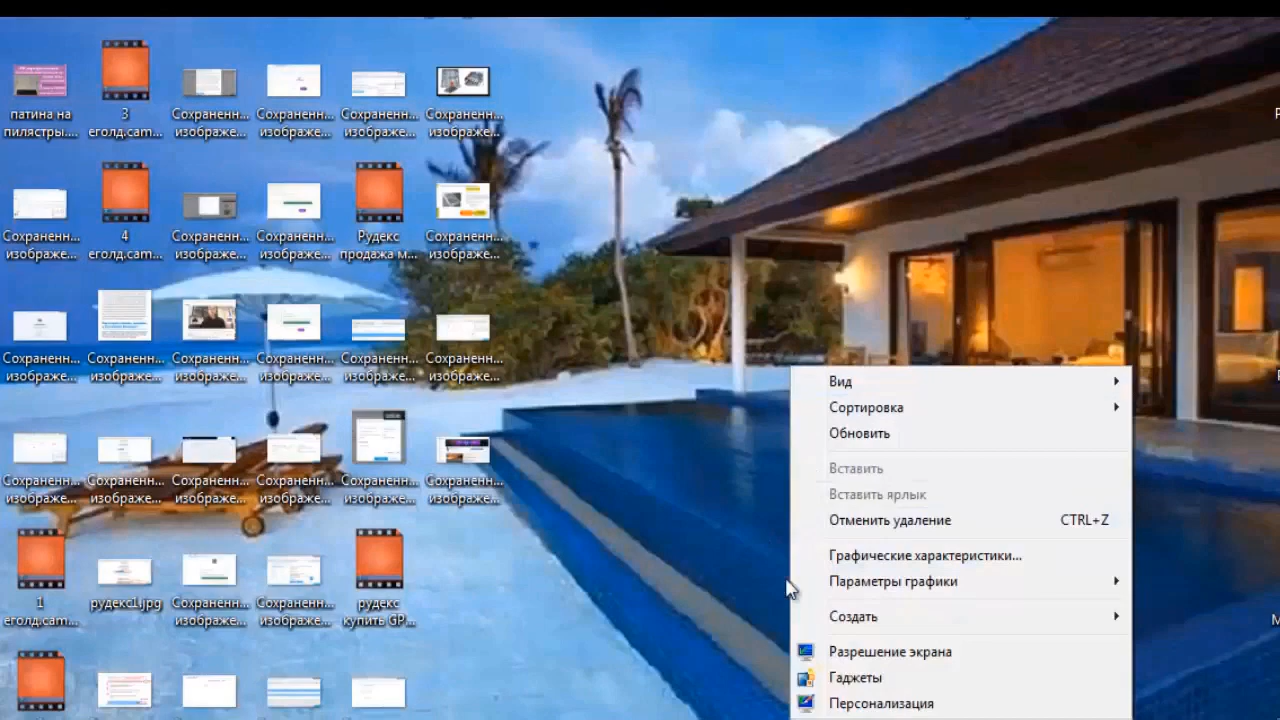 патина на
пилястры....
3
еголд.cam...
Сохраненн...
изображе...
Сохраненн...
изображе...
Сохраненн...
изображе...
Сохраненн...
изображе...
Сохраненн...
изображе...
4
еголд.cam...
Сохраненн...
изображе...
Сохраненн...
изображе...
Рудекс
продажа м...
Сохраненн...
изображе...
Сохраненн...
изображе...
Сохраненн...
изображе...
Сохраненн...
изображе...
Сохраненн...
изображе...
Сохраненн...
изображе...
Сохраненн...
изображе...
Сохраненн...
изображе...
Сохраненн...
изображе...
Сохраненн...
изображе...
Сохраненн...
изображе...
Сохраненн...
изображе...
Сохраненн...
изображе...
1
еголд.cam...
рудекс1.jpg
Сохраненн...
изображе...
Сохраненн...
изображе...
рудекс
купить GP...
Вид
Сортировка
Обновить
Вставить
Вставить ярлык
Отменить удаление CTRL+Z
Графические характеристики...
Параметры графики
Создать
Разрешение экрана
Гаджеты
Персонализация